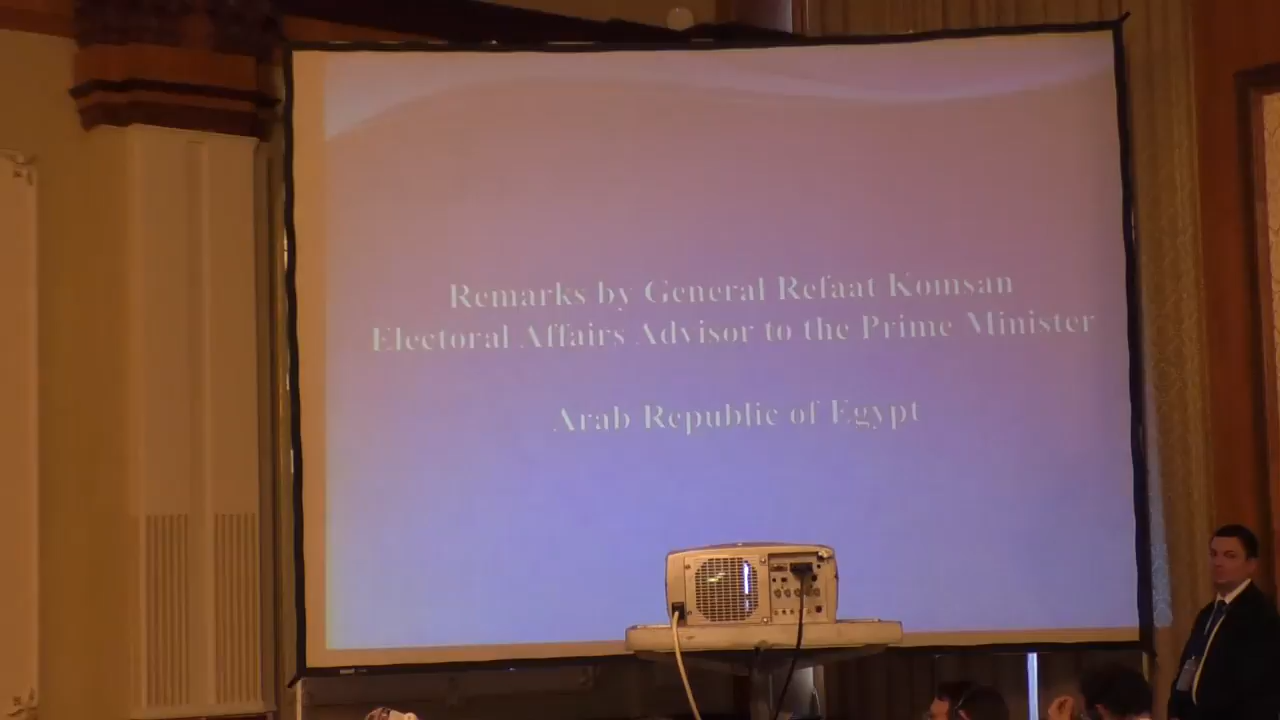 Remarks by General Refaat Komsan
Electoral Affairs Advisor to the Prime Minister
Arab Republic of Egypt